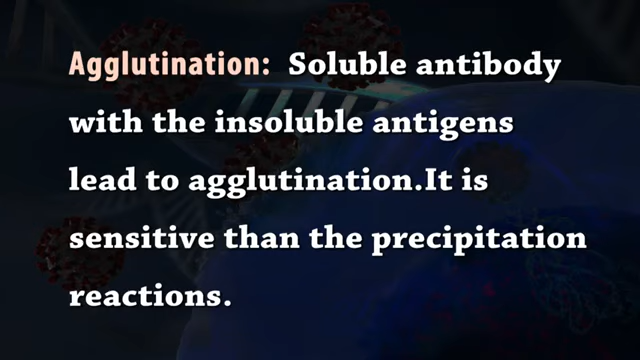 Agglutination: Soluble antibody
with the insoluble antigens
lead to agglutination.It is
sensitive than the precipitation
reactions.